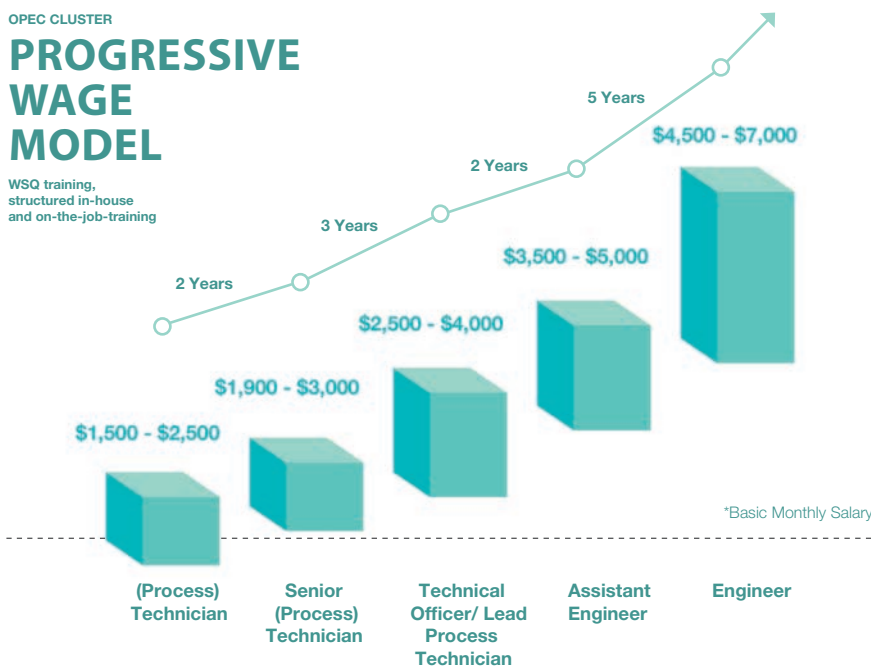 OPEC CLUSTER
PROGRESSIVE
WAGE
MODEL
WSQ training,
structured in-house
and on-the-job-training
2 Years
3 Years
2 Years
5 Years
$1,500 - $2,500
$1,900 - $3,000
$2,500 - $4,000
$3,500 - $5,000
$4,500 - $7,000
*Basic Monthly Salary
(Process)
Technician
Senior
(Process)
Technician
Technical
Officer/ Lead
Process
Technician
Assistant
Engineer
Engineer